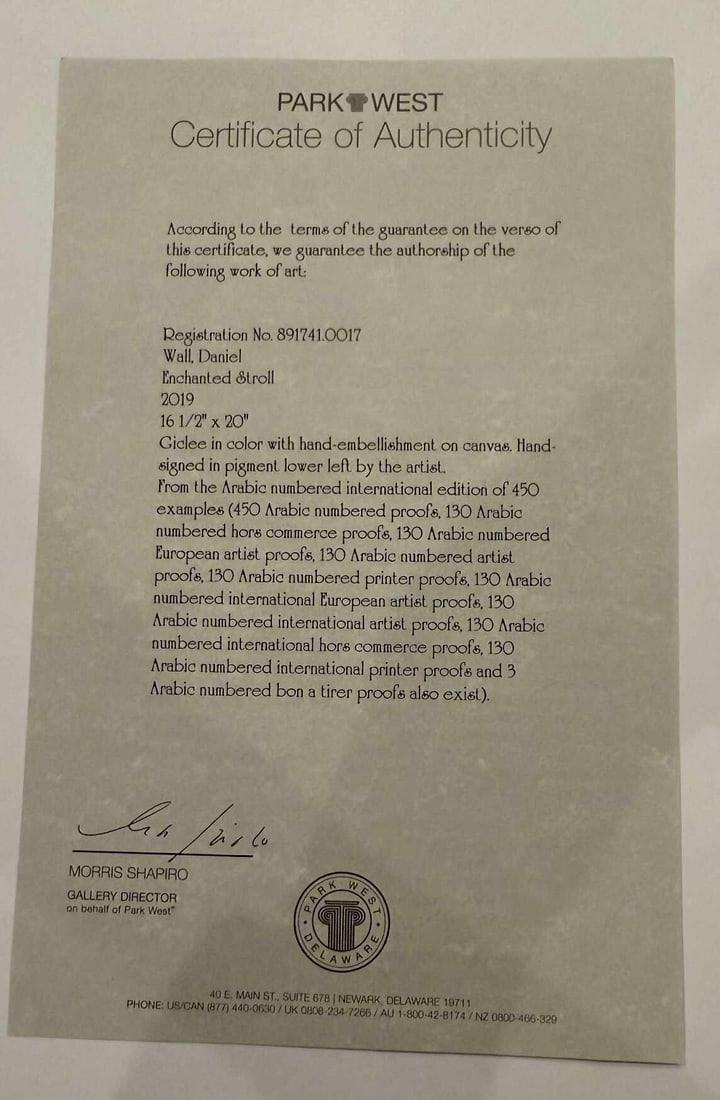 PARK WEST
Certificate of Authenticity
According to the terms of the guarantee on the verso of
this certificate, we guarantee the authorship of the
following work of art:
Registration No. 891741.0017
Wall, Daniel
Enchanted Stroll
2019
16 1/2" x 20"
Giclee in color with hand-embellishment on canvas. Hand-
signed in pigment lower left by the artist.
From the Arabic numbered international edition of 450
examples (450 Arabic numbered proofs, 130 Arabic
numbered hors commerce proofs, 130 Arabic numbered
European artist proofs, 130 Arabic numbered artist
proofs, 130 Arabic numbered printer proofs, 130 Arabic
numbered international European artist proofs, 130
Arabic numbered international artist proofs, 130 Arabic
numbered international hors commerce proofs, 130
Arabic numbered international printer proofs and 3
Arabic numbered bon a tirer proofs also exist).
MORRIS SHAPIRO
GALLERY DIRECTOR
on behalf of Park West®
PARK WEST
DELAWARE
40 E. MAIN ST., SUITE 678 | NEWARK, DELAWARE 19711
PHONE: US/CAN (877) 440-0630 / UK 0808-234-7266 / AU 1-800-42-8174 / NZ 0800-466-329